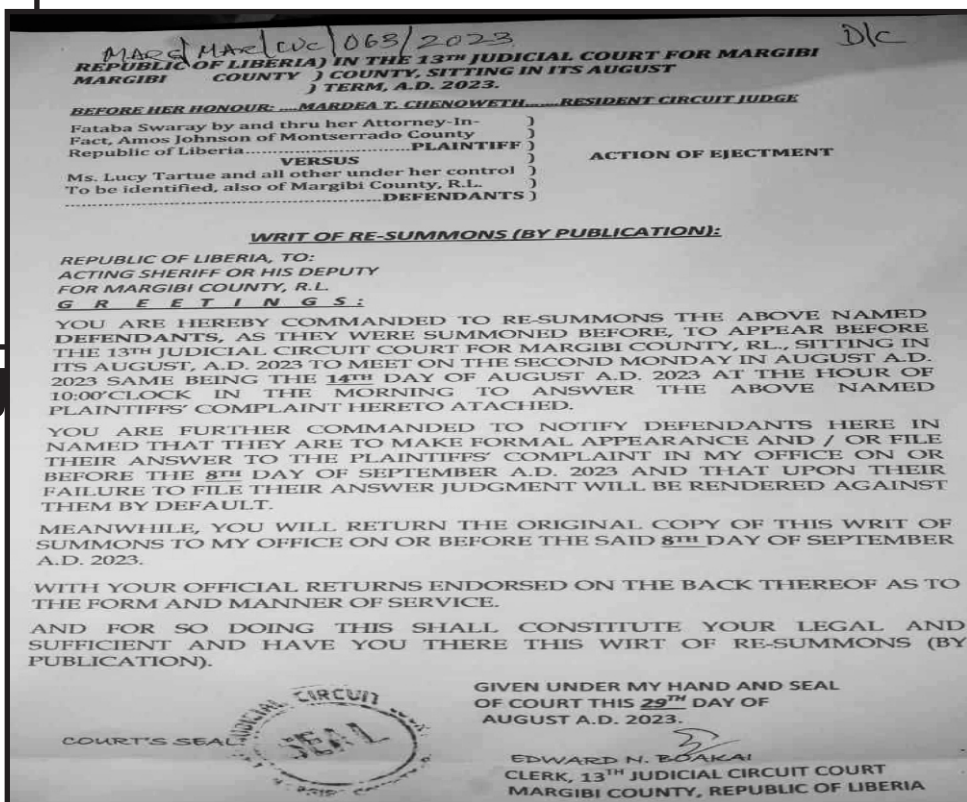 MARG/MAR/CVC/063/2023 D/C
REPUBLIC OF LIBERIA) IN THE 13TH JUDICIAL COURT FOR MARGIBI
MARGIBI COUNTY ) COUNTY, SITTING IN ITS AUGUST
) TERM, A.D. 2023.
BEFORE HER HONOUR: ....MARDEA T. CHENOWETH......RESIDENT CIRCUIT JUDGE
Fataba Swaray by and thru her Attorney-In- )
Fact, Amos Johnson of Montserrado County )
Republic of Liberia..............................PLAINTIFF )
VERSUS ) ACTION OF EJECTMENT
Ms. Lucy Tartue and all other under her control )
To be identified, also of Margibi County, R.L. )
..........................................................DEFENDANTS )
WRIT OF RE-SUMMONS (BY PUBLICATION):
REPUBLIC OF LIBERIA, TO:
ACTING SHERIFF OR HIS DEPUTY
FOR MARGIBI COUNTY, R.L.
G R E E T I N G S :
YOU ARE HEREBY COMMANDED TO RE-SUMMONS THE ABOVE NAMED
DEFENDANTS, AS THEY WERE SUMMONED BEFORE, TO APPEAR BEFORE
THE 13TH JUDICIAL CIRCUIT COURT FOR MARGIBI COUNTY, RL., SITTING IN
ITS AUGUST, A.D. 2023 TO MEET ON THE SECOND MONDAY IN AUGUST A.D.
2023 SAME BEING THE 14TH DAY OF AUGUST A.D. 2023 AT THE HOUR OF
10:00'CLOCK IN THE MORNING TO ANSWER THE ABOVE NAMED
PLAINTIFFS' COMPLAINT HERETO ATACHED.
YOU ARE FURTHER COMMANDED TO NOTIFY DEFENDANTS HERE IN
NAMED THAT THEY ARE TO MAKE FORMAL APPEARANCE AND / OR FILE
THEIR ANSWER TO THE PLAINTIFFS' COMPLAINT IN MY OFFICE ON OR
BEFORE THE 8TH DAY OF SEPTEMBER A.D. 2023 AND THAT UPON THEIR
FAILURE TO FILE THEIR ANSWER JUDGMENT WILL BE RENDERED AGAINST
THEM BY DEFAULT.
MEANWHILE, YOU WILL RETURN THE ORIGINAL COPY OF THIS WRIT OF
SUMMONS TO MY OFFICE ON OR BEFORE THE SAID 8TH DAY OF SEPTEMBER
A.D. 2023.
WITH YOUR OFFICIAL RETURNS ENDORSED ON THE BACK THEREOF AS TO
THE FORM AND MANNER OF SERVICE.
AND FOR SO DOING THIS SHALL CONSTITUTE YOUR LEGAL AND
SUFFICIENT AND HAVE YOU THERE THIS WIRT OF RE-SUMMONS (BY
PUBLICATION).
GIVEN UNDER MY HAND AND SEAL
OF COURT THIS 29TH DAY OF
AUGUST A.D. 2023.
COURT'S SEAL
JUDICIAL CIRCUIT
SEAL
EDWARD N. BOAKAI
CLERK, 13TH JUDICIAL CIRCUIT COURT
MARGIBI COUNTY, REPUBLIC OF LIBERIA